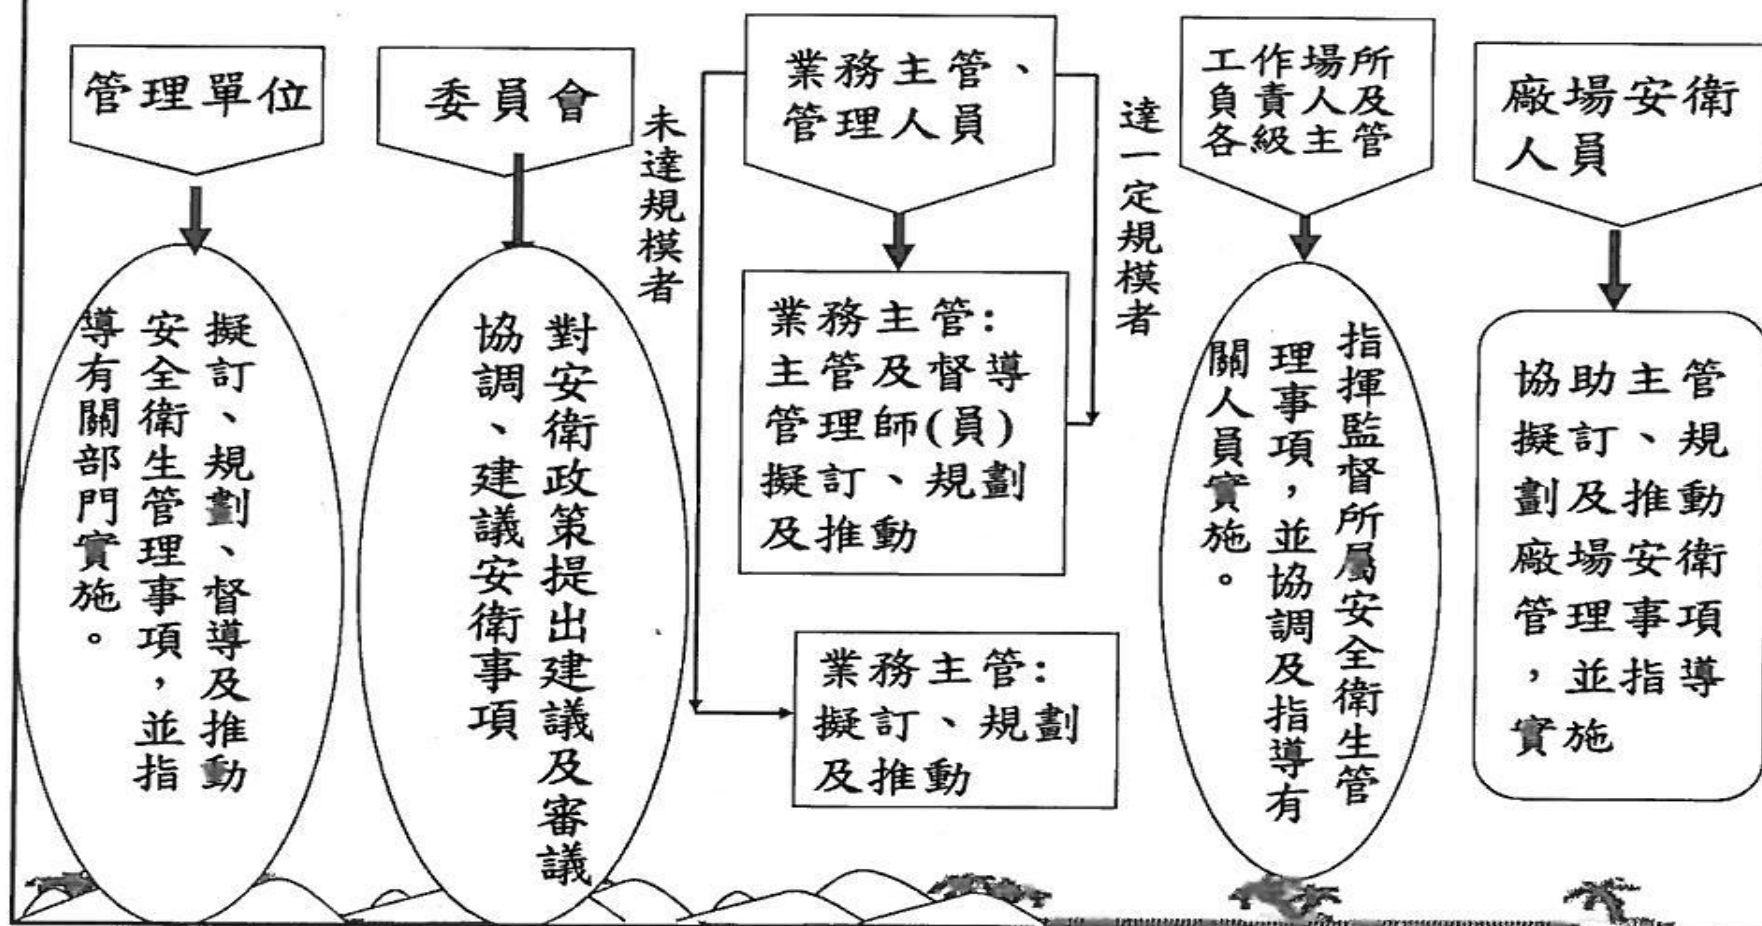 管理單位
擬訂、規劃、督導及推動
安全衛生管理事項，並指
導有關部門實施。
委員會
對安衛政策提出建議及審議
協調、建議安衛事項
未達規模者
業務主管、
管理人員
達一定規模者
業務主管:
主管及督導
管理師(員)
擬訂、規劃
及推動
業務主管:
擬訂、規劃
及推動
工作場所
負責人及
各級主管
指揮監督所屬安全衛生管
理事項，並協調及指導有
關人員實施。
廠場安衛
人員
協助主管
擬訂、規
劃及推動
廠場安衛
管理事項
，並指導
實施